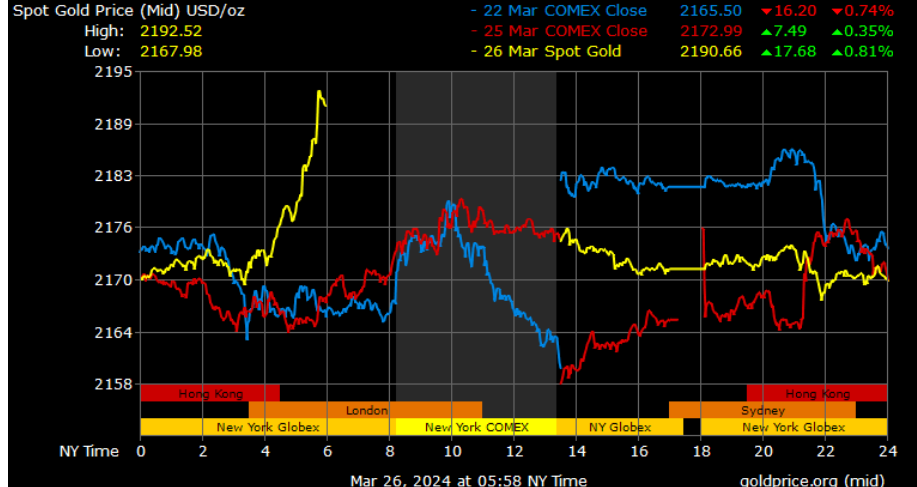 Spot Gold Price (Mid) USD/oz - 22 Mar COMEX Close 2165.50 ▼16.20 ▼0.74%
High: 2192.52 - 25 Mar COMEX Close 2172.99 ▲7.49 ▲0.35%
Low: 2167.98 - 26 Mar Spot Gold 2190.66 ▲17.68 ▲0.81%
2195
2189
2183
2176
2170
2164
2158
Hong Kong Hong Kong
London Sydney
New York Globex New York COMEX NY Globex New York Globex
NY Time 0 2 4 6 8 10 12 14 16 18 20 22 24
Mar 26, 2024 at 05:58 NY Time goldprice.org (mid)